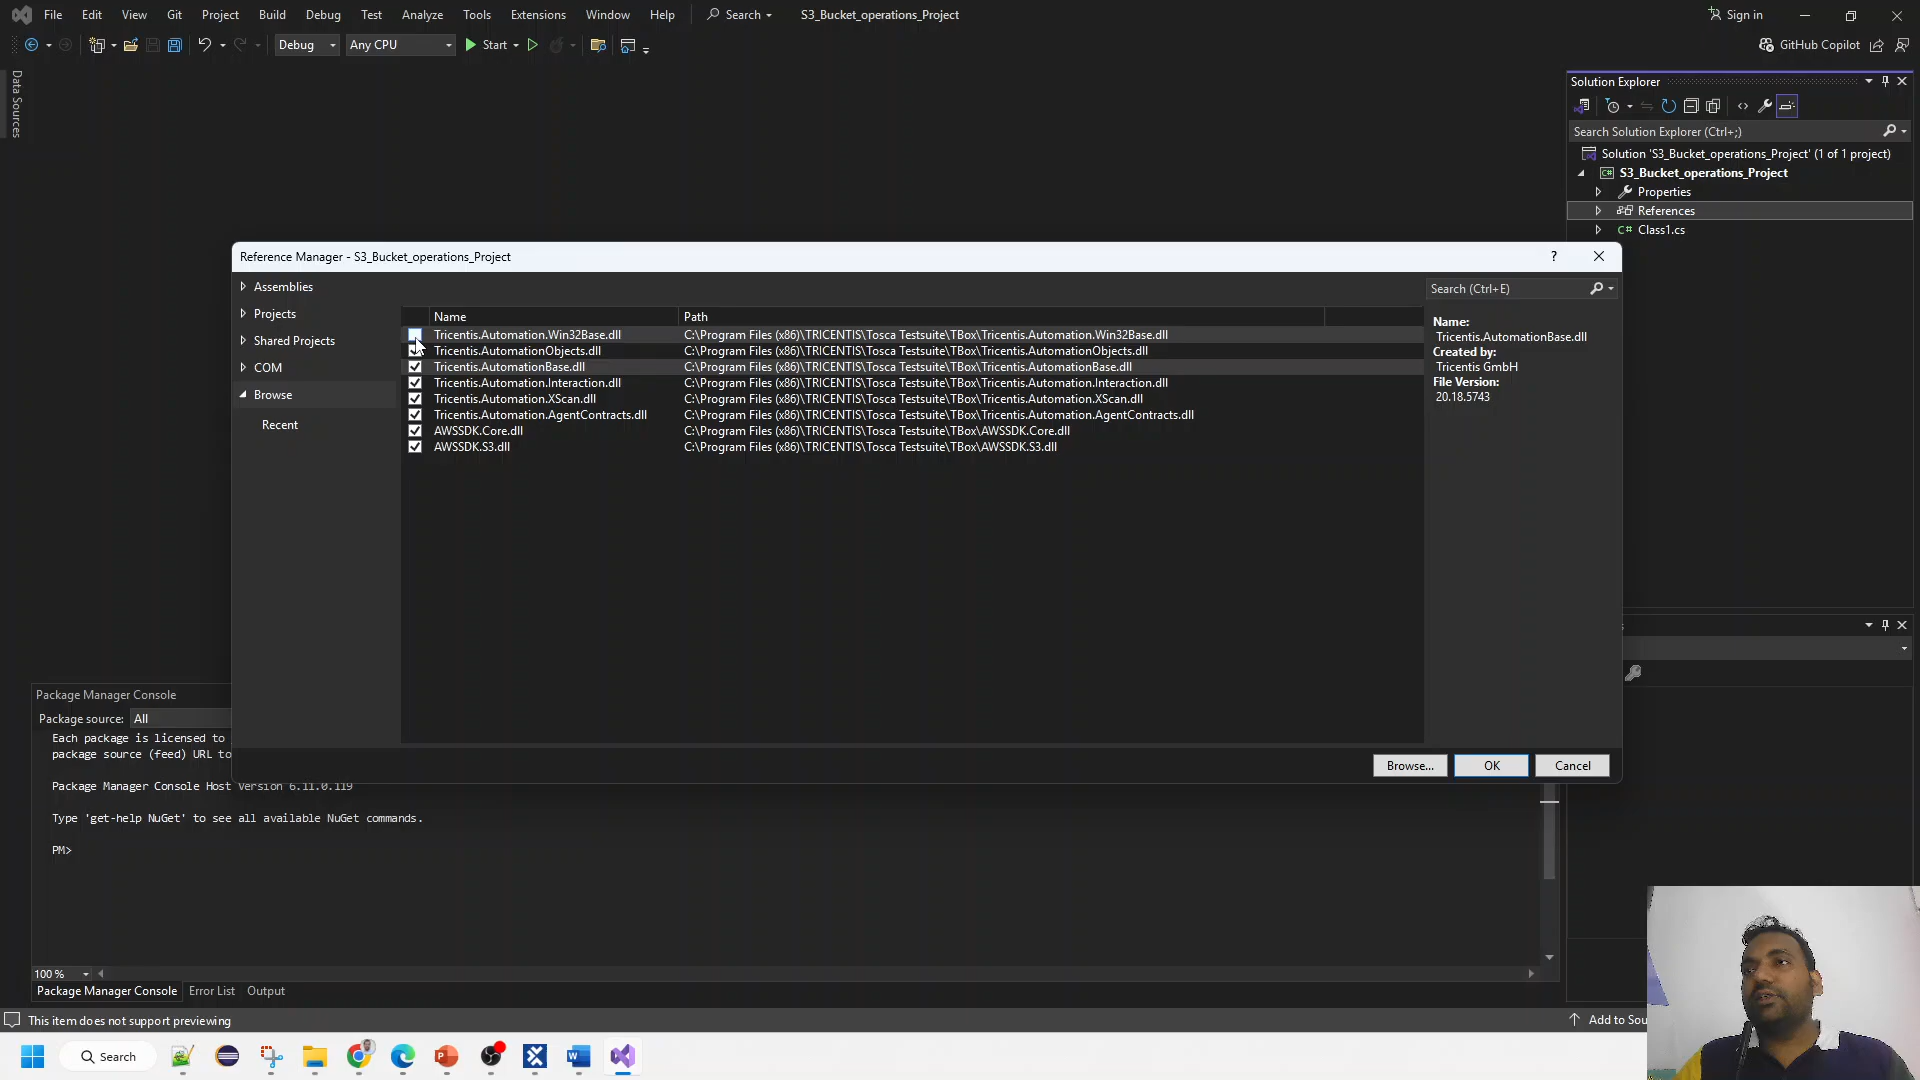 File Edit View Git Project Build Debug Test Analyze Tools Extensions Window Help Search S3_Bucket_operations_Project Sign in
Debug Any CPU Start GitHub Copilot
Data Sources
Solution Explorer
Search Solution Explorer (Ctrl+;)
Solution 'S3_Bucket_operations_Project' (1 of 1 project)
C# S3_Bucket_operations_Project
Properties
References
C# Class1.cs
Reference Manager - S3_Bucket_operations_Project ?
Assemblies
Projects
Shared Projects
COM
Browse
Recent
Search (Ctrl+E)
Name Path
Tricentis.Automation.Win32Base.dll C:\Program Files (x86)\TRICENTIS\Tosca Testsuite\TBox\Tricentis.Automation.Win32Base.dll
Tricentis.AutomationObjects.dll C:\Program Files (x86)\TRICENTIS\Tosca Testsuite\TBox\Tricentis.AutomationObjects.dll
Tricentis.AutomationBase.dll C:\Program Files (x86)\TRICENTIS\Tosca Testsuite\TBox\Tricentis.AutomationBase.dll
Tricentis.Automation.Interaction.dll C:\Program Files (x86)\TRICENTIS\Tosca Testsuite\TBox\Tricentis.Automation.Interaction.dll
Tricentis.Automation.XScan.dll C:\Program Files (x86)\TRICENTIS\Tosca Testsuite\TBox\Tricentis.Automation.XScan.dll
Tricentis.Automation.AgentContracts.dll C:\Program Files (x86)\TRICENTIS\Tosca Testsuite\TBox\Tricentis.Automation.AgentContracts.dll
AWSSDK.Core.dll C:\Program Files (x86)\TRICENTIS\Tosca Testsuite\TBox\AWSSDK.Core.dll
AWSSDK.S3.dll C:\Program Files (x86)\TRICENTIS\Tosca Testsuite\TBox\AWSSDK.S3.dll
Name:
Tricentis.AutomationBase.dll
Created by:
Tricentis GmbH
File Version:
20.18.5743
Browse... OK Cancel
Package Manager Console
Package source: All
Each package is licensed to
package source (feed) URL to
Package Manager Console Host Version 6.11.0.119
Type 'get-help NuGet' to see all available NuGet commands.
PM>
100 %
Package Manager Console Error List Output
This item does not support previewing
Add to Sou
Search